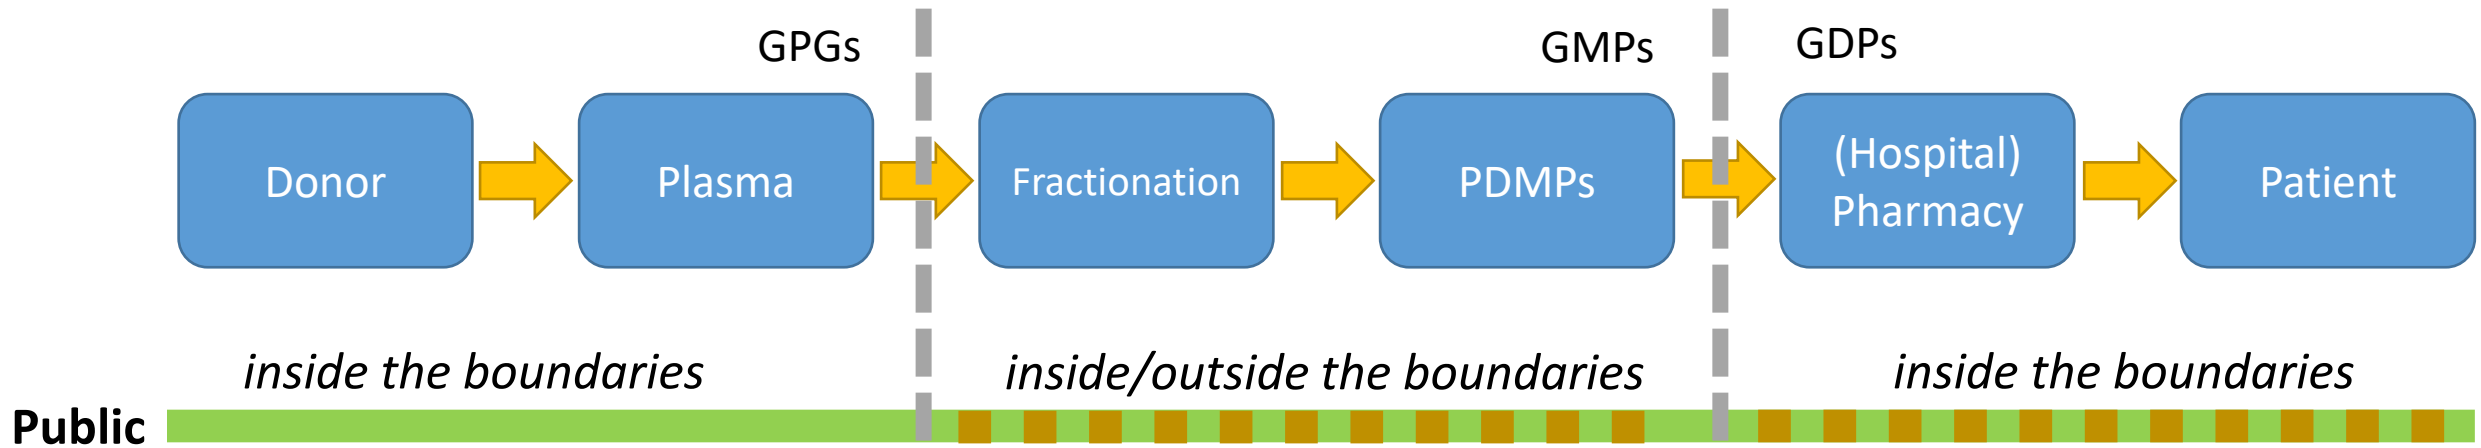 GPGs
GMPs
GDPs
Donor
Plasma
Fractionation
PDMPs
(Hospital)
Pharmacy
Patient
inside the boundaries
inside/outside the boundaries
inside the boundaries
Public